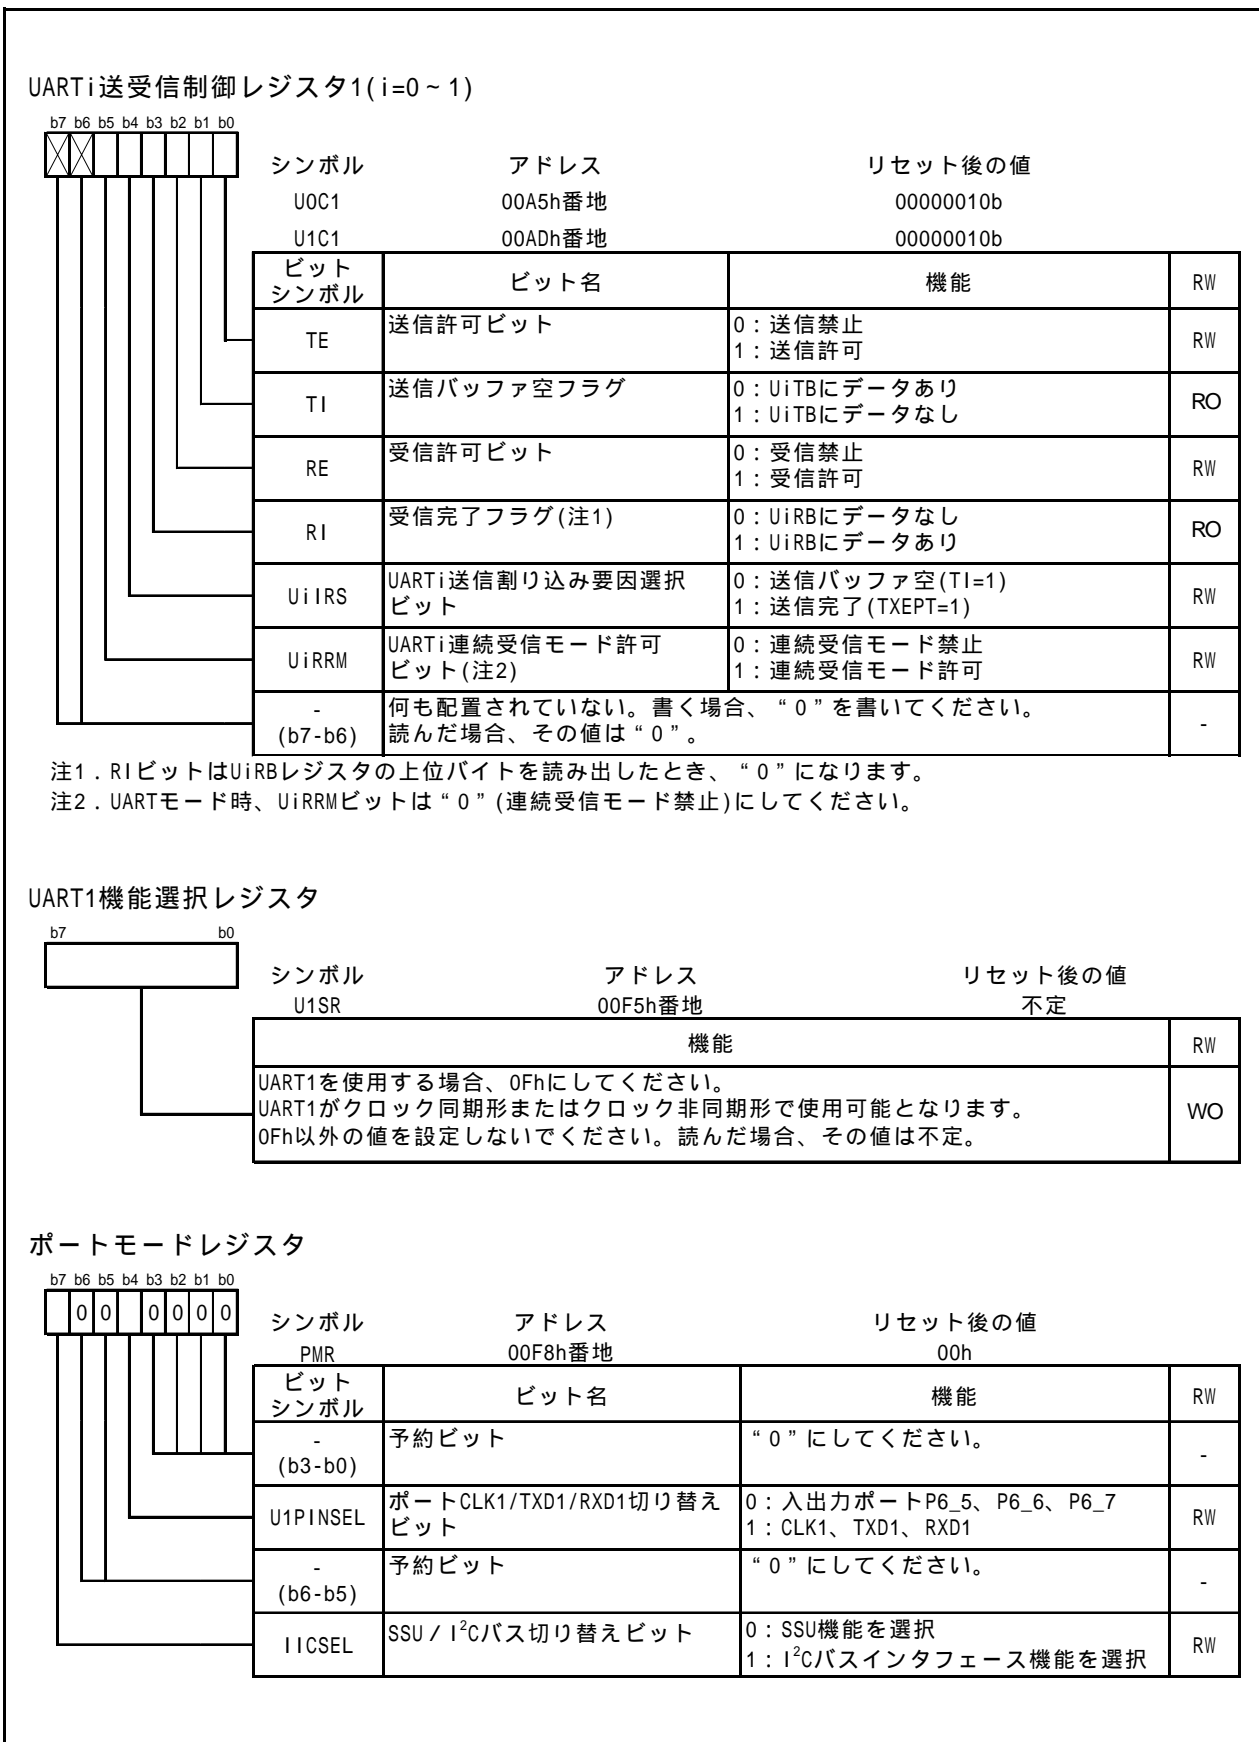 UARTi送受信制御レジスタ1(i=0~1)
b7 b6 b5 b4 b3 b2 b1 b0
シンボル アドレス リセット後の値
U0C1 00A5h番地 00000010b
U1C1 00ADh番地 00000010b
ビット
シンボル ビット名 機能 RW
TE 送信許可ビット 0：送信禁止
1：送信許可 RW
TI 送信バッファ空フラグ 0：UiTBにデータあり
1：UiTBにデータなし RO
RE 受信許可ビット 0：受信禁止
1：受信許可 RW
RI 受信完了フラグ(注1) 0：UiRBにデータなし
1：UiRBにデータあり RO
UiIRS UARTi送信割り込み要因選択
ビット 0：送信バッファ空(TI=1)
1：送信完了(TXEPT=1) RW
UiRRM UARTi連続受信モード許可
ビット(注2) 0：連続受信モード禁止
1：連続受信モード許可 RW
-
(b7-b6) 何も配置されていない。書く場合、“0”を書いてください。
読んだ場合、その値は“0”。 -
注1．RIビットはUiRBレジスタの上位バイトを読み出したとき、“0”になります。
注2．UARTモード時、UiRRMビットは“0”(連続受信モード禁止)にしてください。
UART1機能選択レジスタ
b7 b0
シンボル アドレス リセット後の値
U1SR 00F5h番地 不定
機能 RW
UART1を使用する場合、0Fhにしてください。
UART1がクロック同期形またはクロック非同期形で使用可能となります。 WO
0Fh以外の値を設定しないでください。読んだ場合、その値は不定。
ポートモードレジスタ
b7 b6 b5 b4 b3 b2 b1 b0
0 0 0 0 0 0
シンボル アドレス リセット後の値
PMR 00F8h番地 00h
ビット
シンボル ビット名 機能 RW
-
(b3-b0) 予約ビット “0”にしてください。 -
U1PINSEL ポートCLK1/TXD1/RXD1切り替え
ビット 0：入出力ポートP6_5、P6_6、P6_7
1：CLK1、TXD1、RXD1 RW
-
(b6-b5) 予約ビット “0”にしてください。 -
IICSEL SSU／I²Cバス切り替えビット 0：SSU機能を選択
1：I²Cバスインタフェース機能を選択 RW